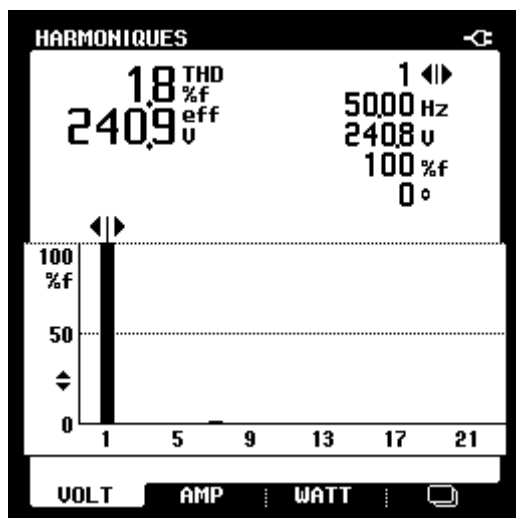 HARMONIQUES
1.8 THD %f
240.9 eff V
1
50.00 Hz
240.8 V
100 %f
0 °
100
%f
50
0
1 5 9 13 17 21
VOLT AMP WATT